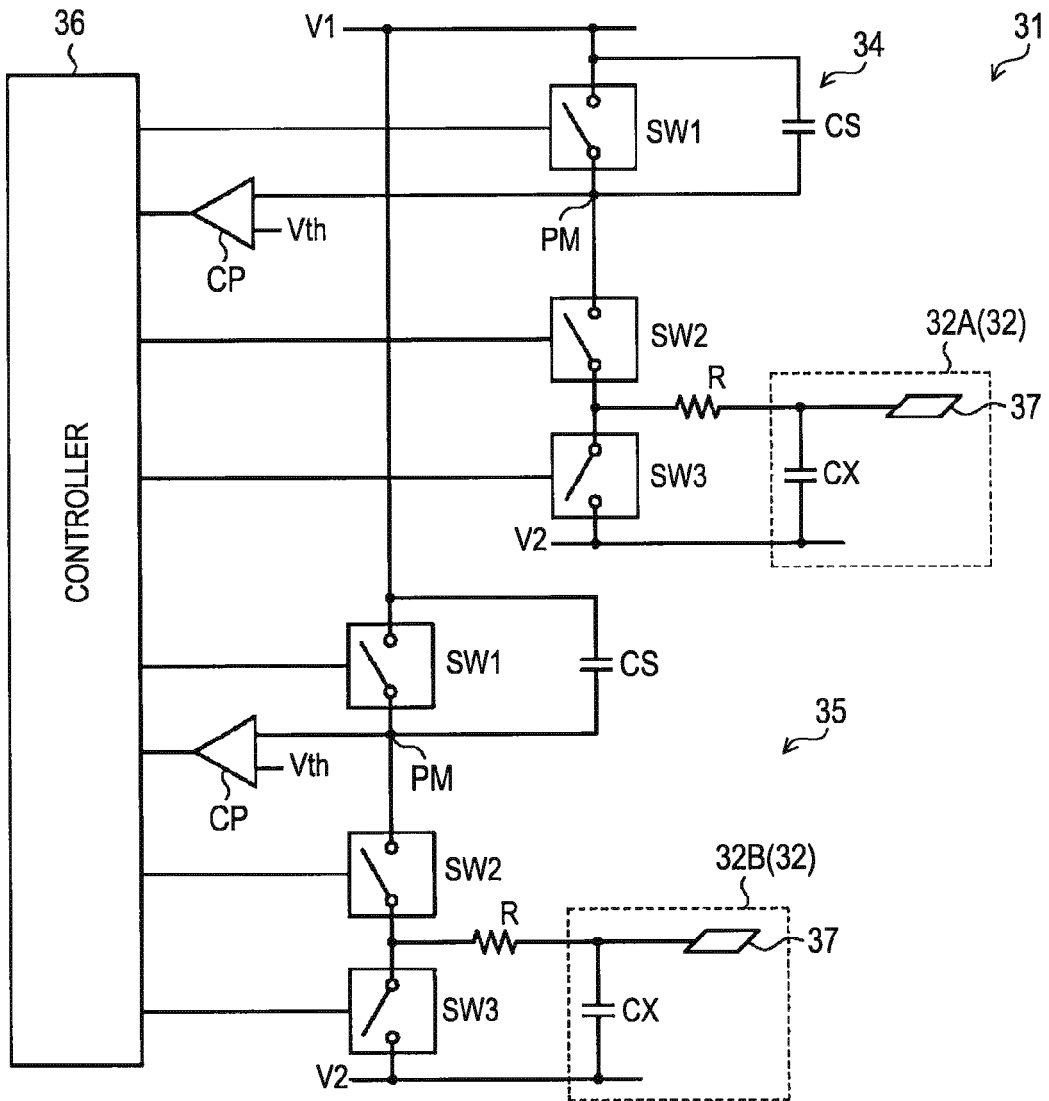 36
V1
31
34
SW1
CS
Vth
PM
CP
SW2
32A(32)
R
37
CONTROLLER
SW3
CX
V2
SW1
CS
35
Vth
PM
CP
32B(32)
SW2
R
37
SW3
CX
V2